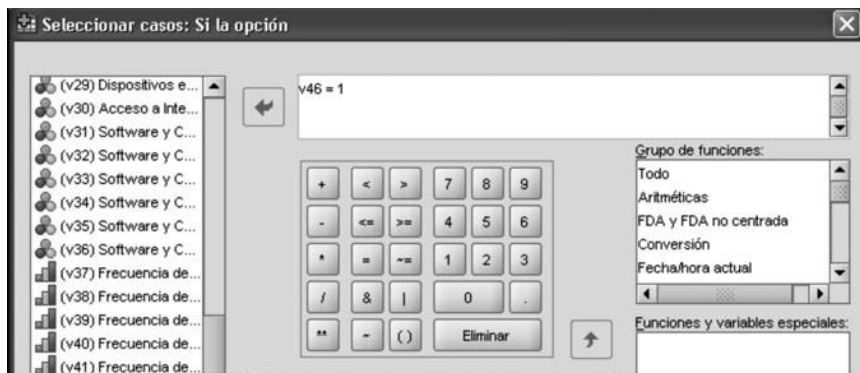 Seleccionar casos: Si la opción
(v29) Dispositivos e...
(v30) Acceso a Inte...
(v31) Software y C...
(v32) Software y C...
(v33) Software y C...
(v34) Software y C...
(v35) Software y C...
(v36) Software y C...
(v37) Frecuencia de...
(v38) Frecuencia de...
(v39) Frecuencia de...
(v40) Frecuencia de...
(v41) Frecuencia de...
v46 = 1
+ < > 7 8 9
- <= >= 4 5 6
* = ~= 1 2 3
/ & | 0 .
** ~ ( ) Eliminar
Grupo de funciones:
Todo
Aritméticas
FDA y FDA no centrada
Conversión
Fecha/hora actual
Funciones y variables especiales: